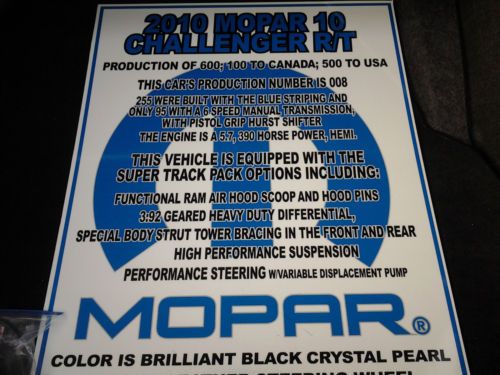 2010 MOPAR 10
CHALLENGER R/T
PRODUCTION OF 600; 100 TO CANADA; 500 TO USA
THIS CAR'S PRODUCTION NUMBER IS 008
255 WERE BUILT WITH THE BLUE STRIPING AND
ONLY 95 WITH A 6 SPEED MANUAL TRANSMISSION,
WITH PISTOL GRIP HURST SHIFTER
THE ENGINE IS A 5.7, 390 HORSE POWER, HEMI.
THIS VEHICLE IS EQUIPPED WITH THE
SUPER TRACK PACK OPTIONS INCLUDING:
FUNCTIONAL RAM AIR HOOD SCOOP AND HOOD PINS
3:92 GEARED HEAVY DUTY DIFFERENTIAL,
SPECIAL BODY STRUT TOWER BRACING IN THE FRONT AND REAR
HIGH PERFORMANCE SUSPENSION
PERFORMANCE STEERING W/VARIABLE DISPLACEMENT PUMP
MOPAR®
COLOR IS BRILLIANT BLACK CRYSTAL PEARL
STEERING WHEEL